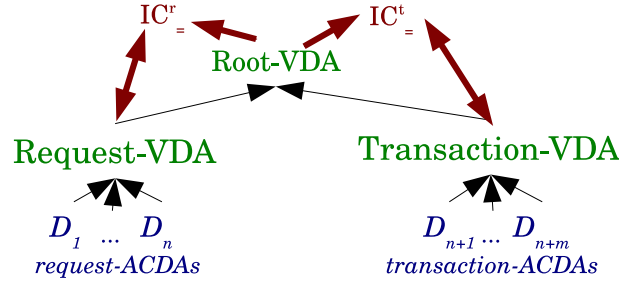 ICʳ₌ ICᵗ₌
Root-VDA
Request-VDA Transaction-VDA
D₁ ... Dₙ Dₙ₊₁ ... Dₙ₊ₘ
request-ACDAs transaction-ACDAs